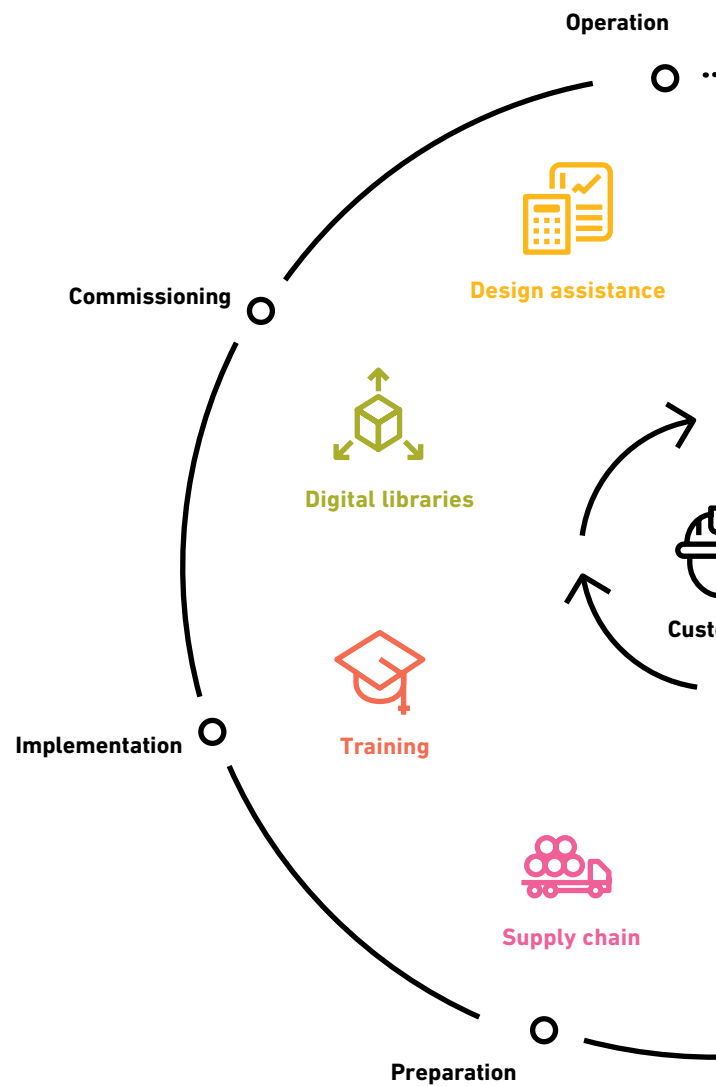 Operation
Design assistance
Commissioning
Digital libraries
Training
Implementation
Supply chain
Preparation